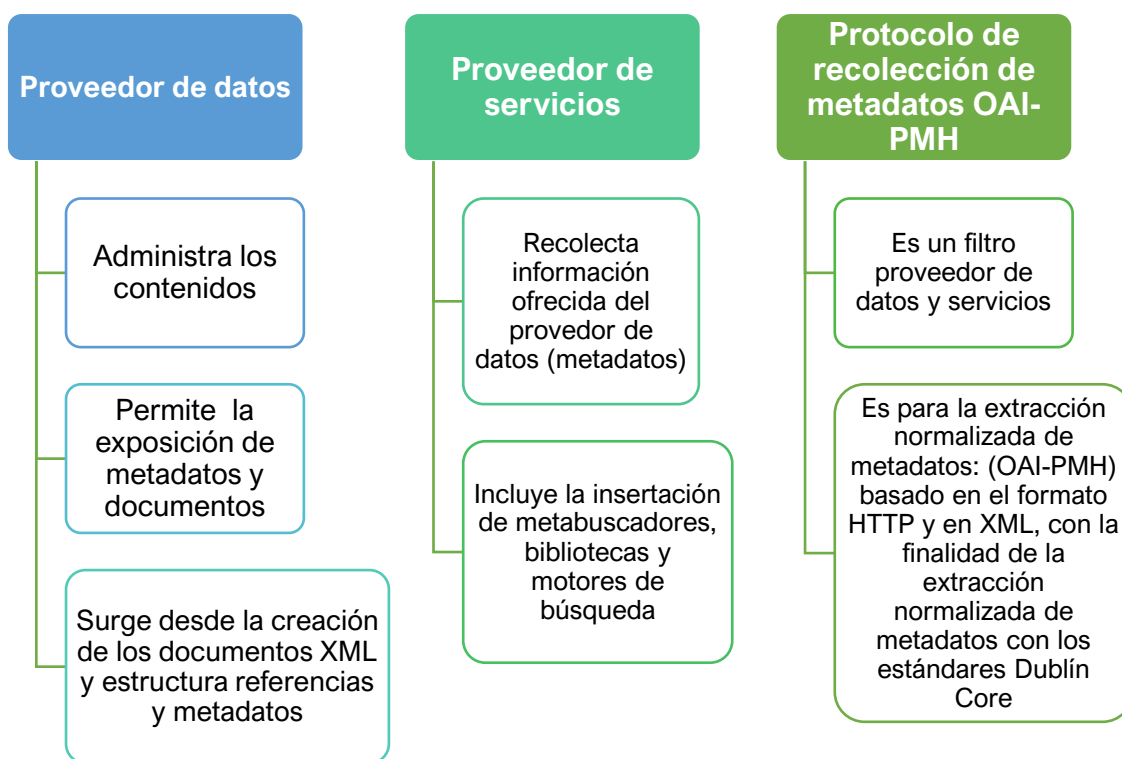 Proveedor de datos
Administra los
contenidos
Permite la
exposición de
metadatos y
documentos
Surge desde la creación
de los documentos XML
y estructura referencias
y metadatos
Proveedor de
servicios
Recolecta
información
ofrecida del
provedor de
datos (metadatos)
Incluye la insertación
de metabuscadores,
bibliotecas y
motores de
búsqueda
Protocolo de
recolección de
metadatos OAI-
PMH
Es un filtro
proveedor de
datos y servicios
Es para la extracción
normalizada de
metadatos: (OAI-PMH)
basado en el formato
HTTP y en XML, con la
finalidad de la
extracción
normalizada de
metadatos con los
estándares Dublín
Core